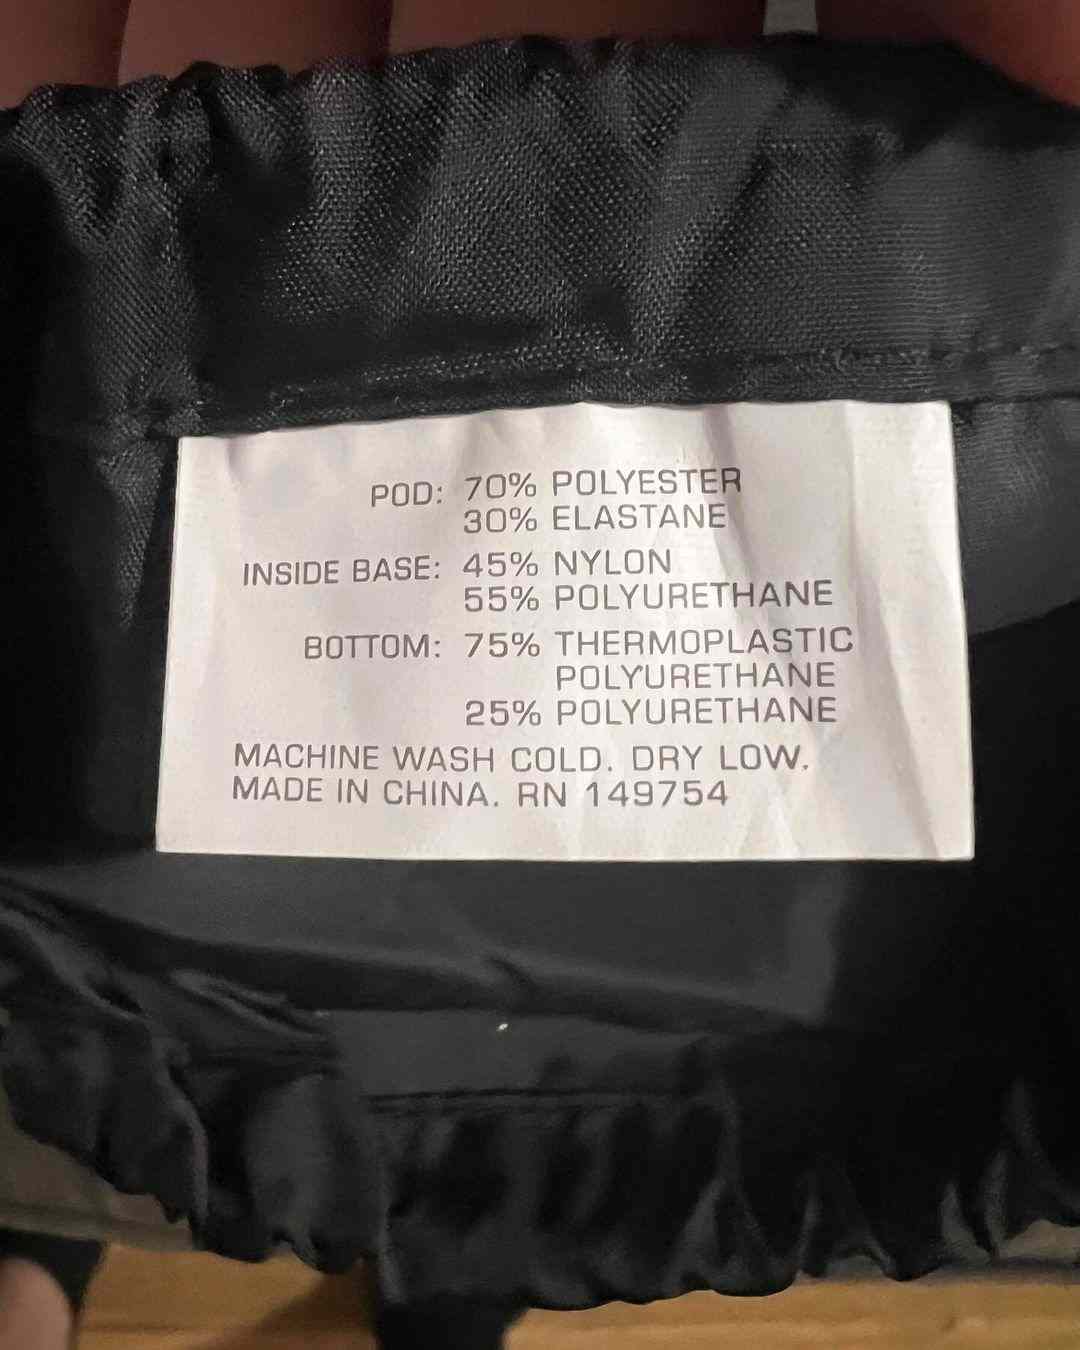 POD: 70% POLYESTER
30% ELASTANE
INSIDE BASE: 45% NYLON
55% POLYURETHANE
BOTTOM: 75% THERMOPLASTIC
POLYURETHANE
25% POLYURETHANE
MACHINE WASH COLD. DRY LOW.
MADE IN CHINA. RN 149754